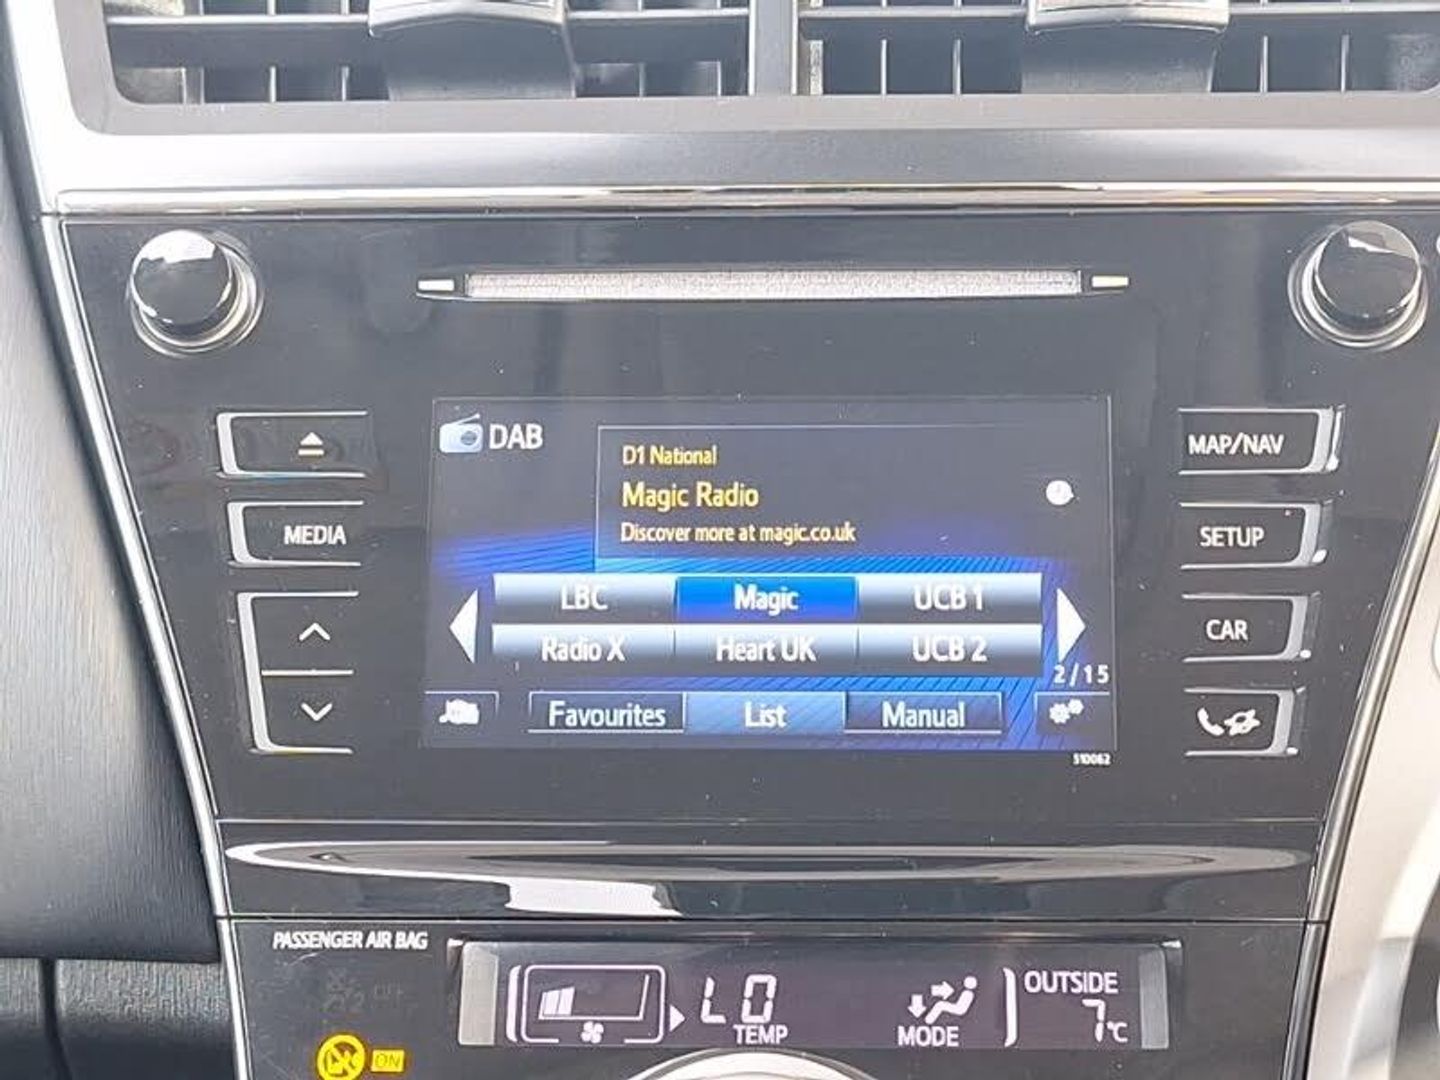 DAB
D1 National
Magic Radio
Discover more at magic.co.uk
LBC Magic UCB 1
Radio X Heart UK UCB 2
2/15
Favourites List Manual
510062
MEDIA
MAP/NAV
SETUP
CAR
PASSENGER AIR BAG
OFF
ON
LO
TEMP
MODE
OUTSIDE
7°C